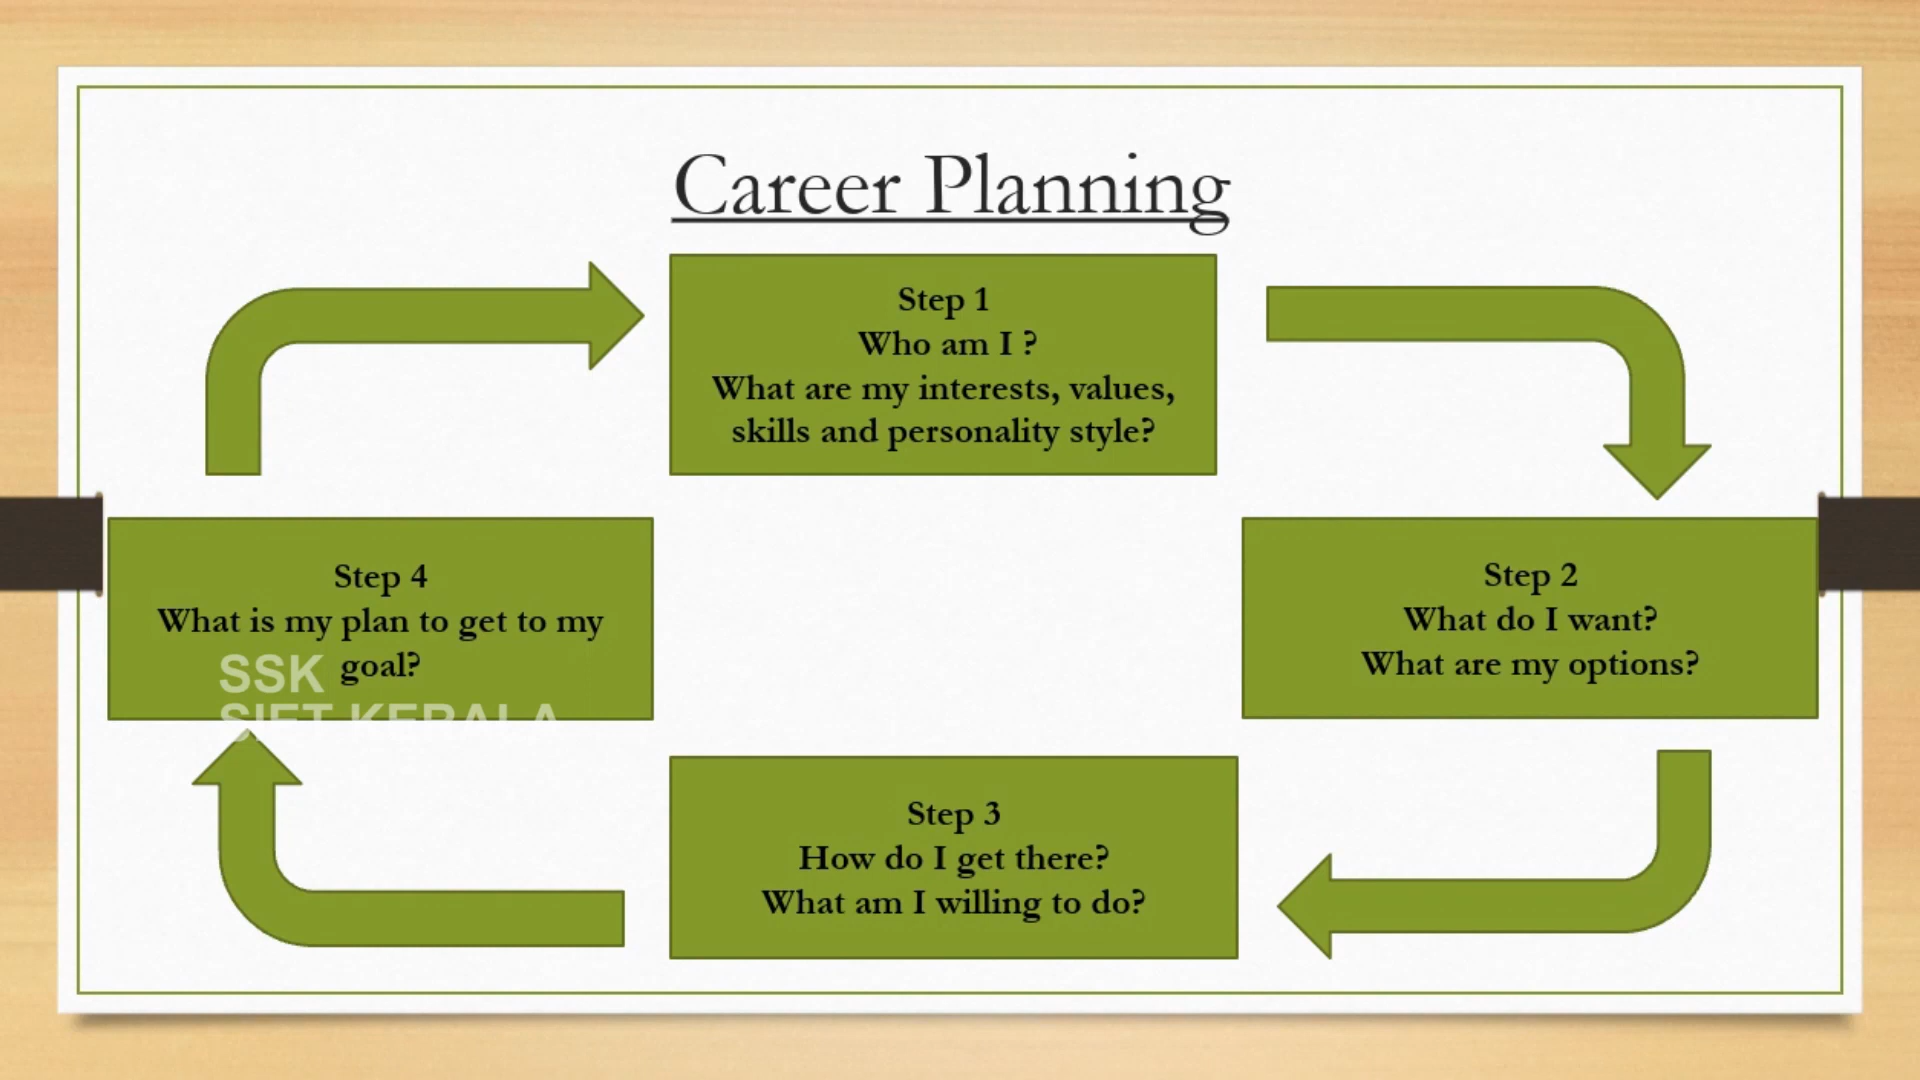 Career Planning
Step 1
Who am I ?
What are my interests, values,
skills and personality style?
Step 2
What do I want?
What are my options?
Step 3
How do I get there?
What am I willing to do?
Step 4
What is my plan to get to my
goal?
SSK
SIET KERALA